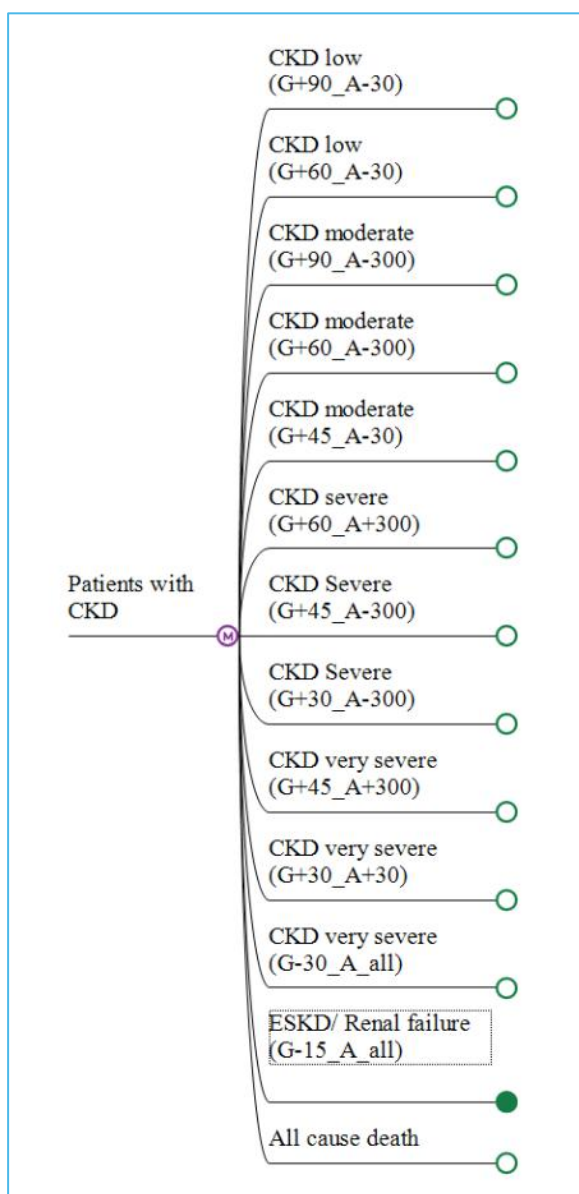 CKD low
(G+90_A-30)
CKD low
(G+60_A-30)
CKD moderate
(G+90_A-300)
CKD moderate
(G+60_A-300)
CKD moderate
(G+45_A-30)
CKD severe
(G+60_A+300)
Patients with
CKD
M
CKD Severe
(G+45_A-300)
CKD Severe
(G+30_A-300)
CKD very severe
(G+45_A+300)
CKD very severe
(G+30_A+30)
CKD very severe
(G-30_A_all)
ESKD/ Renal failure
(G-15_A_all)
All cause death